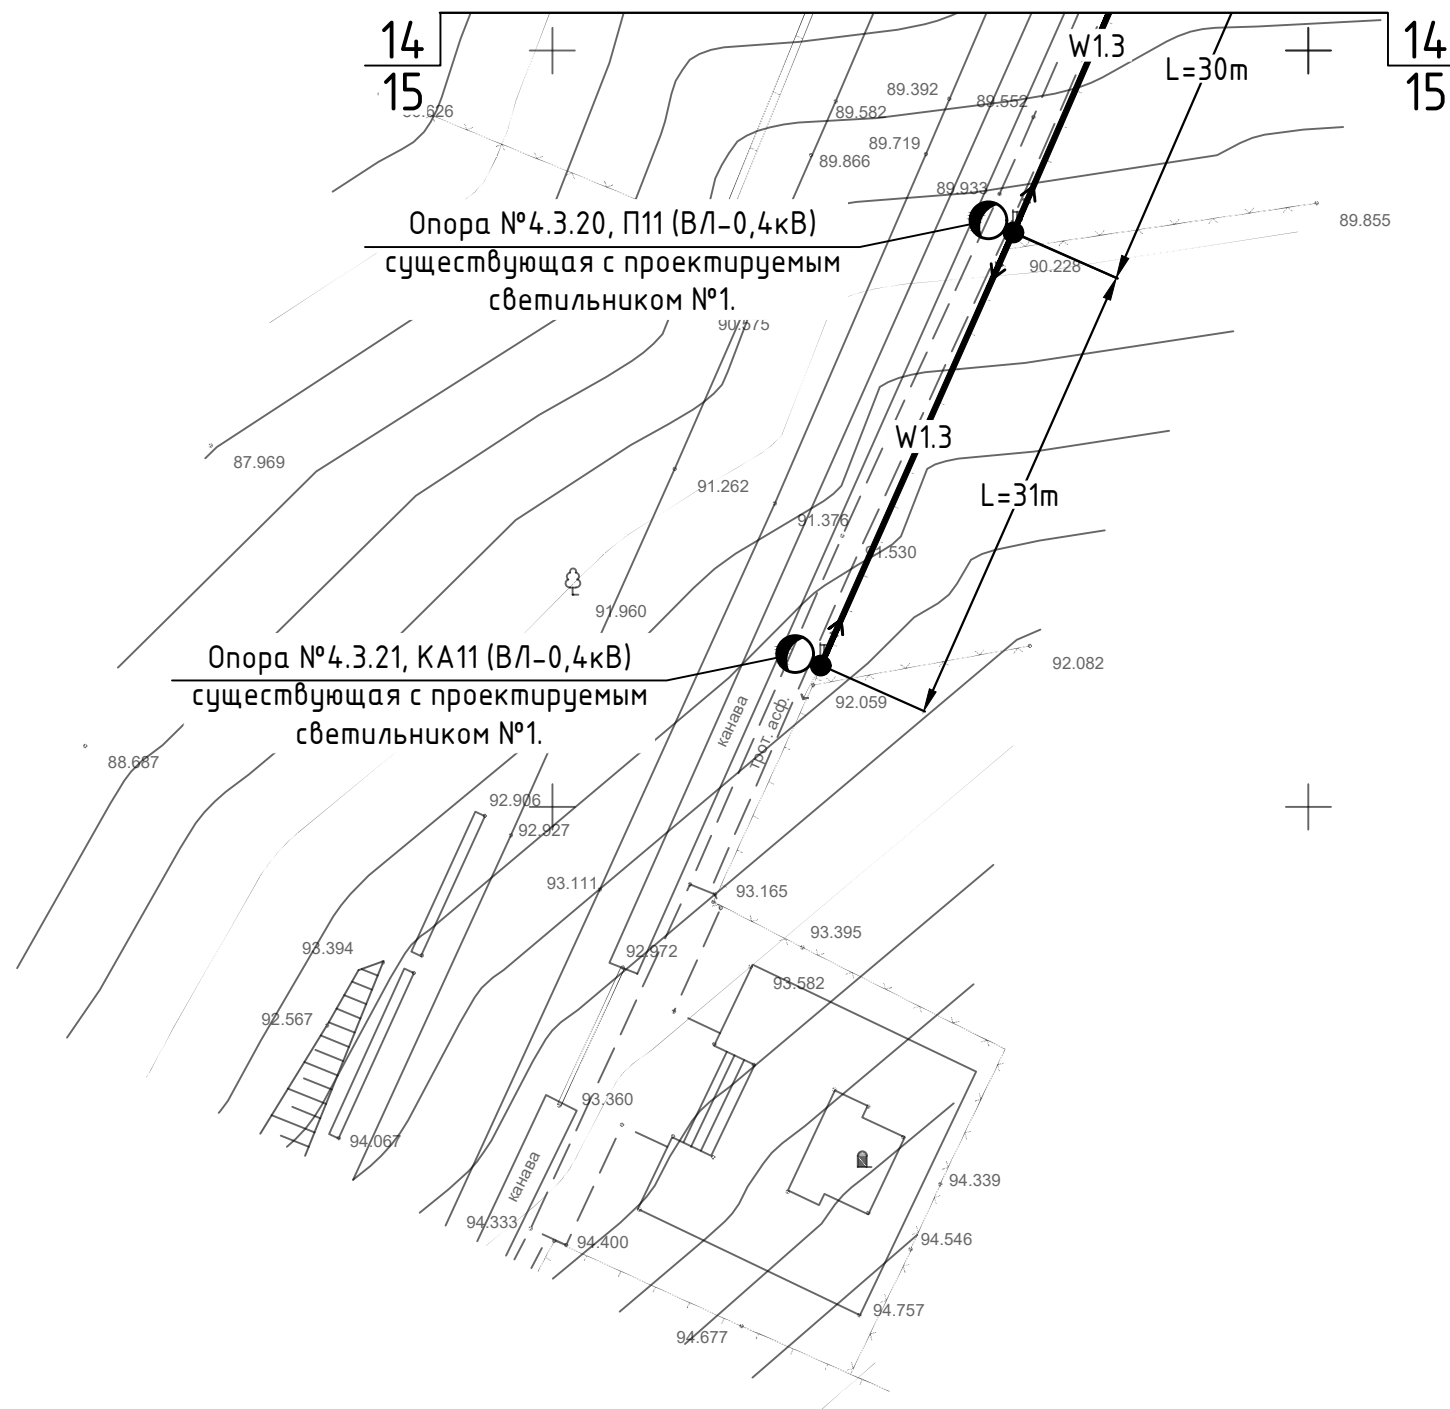 14
15
14
15
W1.3
L=30m
89.392
89.552
89.582
89.719
89.866
89.933
89.855
Опора №4.3.20, П11 (ВЛ-0,4кВ)
существующая с проектируемым
светильником №1.
90.228
90.575
W1.3
87.969
91.262
L=31m
91.376
91.530
91.960
Опора №4.3.21, КА11 (ВЛ-0,4кВ)
существующая с проектируемым
светильником №1.
92.082
92.059
канава
трот. асф.
88.687
92.906
92.927
93.111
93.165
93.395
93.394
92.972
93.582
92.567
93.360
94.067
канава
94.339
94.333
94.400
94.546
94.757
94.677